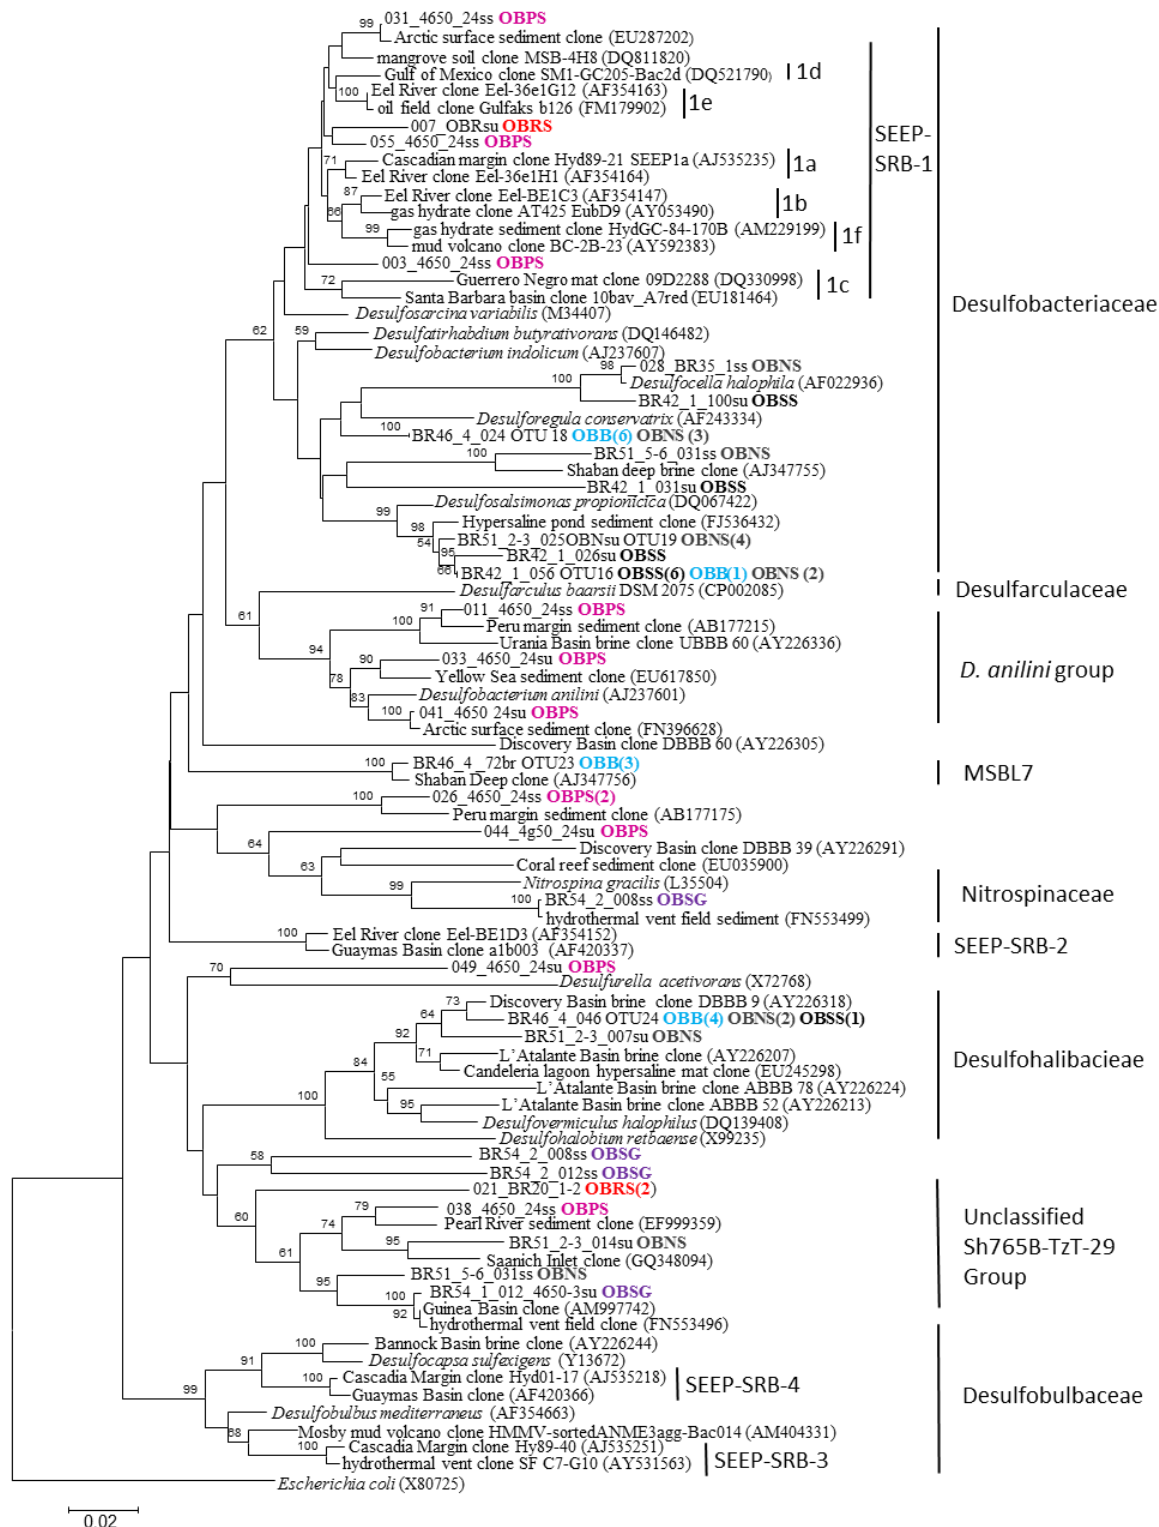 031_4650_24ss OBPS
99
Arctic surface sediment clone (EU287202)
mangrove soil clone MSB-4H8 (DQ811820)
Gulf of Mexico clone SM1-GC205-Bac2d (DQ521790)
1d
Eel River clone Eel-36e1G12 (AF354163)
100
oil field clone Gulfaks b126 (FM179902)
1e
007_OBRsu OBRS
055_4650_24ss OBPS
SEEP-
SRB-1
71
Cascadian margin clone Hyd89-21 SEEP1a (AJ535235)
1a
Eel River clone Eel-36e1H1 (AF354164)
87
Eel River clone Eel-BE1C3 (AF354147)
1b
66
gas hydrate clone AT425 EubD9 (AY053490)
99
gas hydrate sediment clone HydGC-84-170B (AM229199)
1f
mud volcano clone BC-2B-23 (AY592383)
003_4650_24ss OBPS
72
Guerrero Negro mat clone 09D2288 (DQ330998)
1c
Santa Barbara basin clone 10bav_A7red (EU181464)
Desulfobacteriaceae
Desulfosarcina variabilis (M34407)
62
59
Desulfatirhabdium butyrativorans (DQ146482)
Desulfobacterium indolicum (AJ237607)
98
028_BR35_1ss OBNS
100
Desulfocella halophila (AF022936)
BR42_1_100su OBSS
Desulforegula conservatrix (AF243334)
100
BR46_4_024 OTU 18 OBB(6) OBNS (3)
100
BR51_5-6_031ss OBNS
Shaban deep brine clone (AJ347755)
BR42_1_031su OBSS
99
Desulfosalsimonas propionicica (DQ067422)
98
Hypersaline pond sediment clone (FJ536432)
54
BR51_2-3_025OBNsu OTU19 OBNS(4)
95
BR42_1_026su OBSS
66
BR42_1_056 OTU16 OBSS(6) OBB(1) OBNS (2)
Desulfarculus baarsii DSM 2075 (CP002085)
Desulfarculaceae
61
91
011_4650_24ss OBPS
100
Peru margin sediment clone (AB177215)
Urania Basin brine clone UBBB 60 (AY226336)
94
90
033_4650_24su OBPS
D. anilini group
78
Yellow Sea sediment clone (EU617850)
83
Desulfobacterium anilini (AJ237601)
100
041_4650 24su OBPS
Arctic surface sediment clone (FN396628)
Discovery Basin clone DBBB 60 (AY226305)
100
BR46_4_72br OTU23 OBB(3)
MSBL7
Shaban Deep clone (AJ347756)
100
026_4650_24ss OBPS(2)
Peru margin sediment clone (AB177175)
044_4g50_24su OBPS
64
Discovery Basin clone DBBB 39 (AY226291)
63
Coral reef sediment clone (EU035900)
99
Nitrospina gracilis (L35504)
Nitrospinaceae
100
BR54_2_008ss OBSG
hydrothermal vent field sediment (FN553499)
100
Eel River clone Eel-BE1D3 (AF354152)
SEEP-SRB-2
Guaymas Basin clone a1b003 (AF420337)
70
049_4650_24su OBPS
Desulfurella acetivorans (X72768)
73
Discovery Basin brine clone DBBB 9 (AY226318)
64
BR46_4_046 OTU24 OBB(4) OBNS(2) OBSS(1)
92
BR51_2-3_007su OBNS
71
L'Atalante Basin brine clone (AY226207)
Desulfohalibacieae
84
Candeleria lagoon hypersaline mat clone (EU245298)
55
L'Atalante Basin brine clone ABBB 78 (AY226224)
100
95
L'Atalante Basin brine clone ABBB 52 (AY226213)
Desulfovermiculus halophilus (DQ139408)
Desulfohalobium retbaense (X99235)
58
BR54_2_008ss OBSG
BR54_2_012ss OBSG
021_BR20_1-2 OBRS(2)
60
79
038_4650_24ss OBPS
Unclassified
Sh765B-TzT-29
Group
74
Pearl River sediment clone (EF999359)
95
BR51_2-3_014su OBNS
61
Saanich Inlet clone (GQ348094)
95
BR51_5-6_031ss OBNS
100
BR54_1_012_4650-3su OBSG
92
Guinea Basin clone (AM997742)
hydrothermal vent field clone (FN553496)
100
Bannock Basin brine clone (AY226244)
91
Desulfocapsa sulfexigens (Y13672)
100
Cascadia Margin clone Hyd01-17 (AJ535218)
SEEP-SRB-4
99
Guaymas Basin clone (AF420366)
Desulfobulbaceae
Desulfobulbus mediterraneus (AF354663)
88
Mosby mud volcano clone HMMV-sortedANME3agg-Bac014 (AM404331)
100
Cascadia Margin clone Hy89-40 (AJ535251)
SEEP-SRB-3
hydrothermal vent clone SF C7-G10 (AY531563)
Escherichia coli (X80725)
0.02